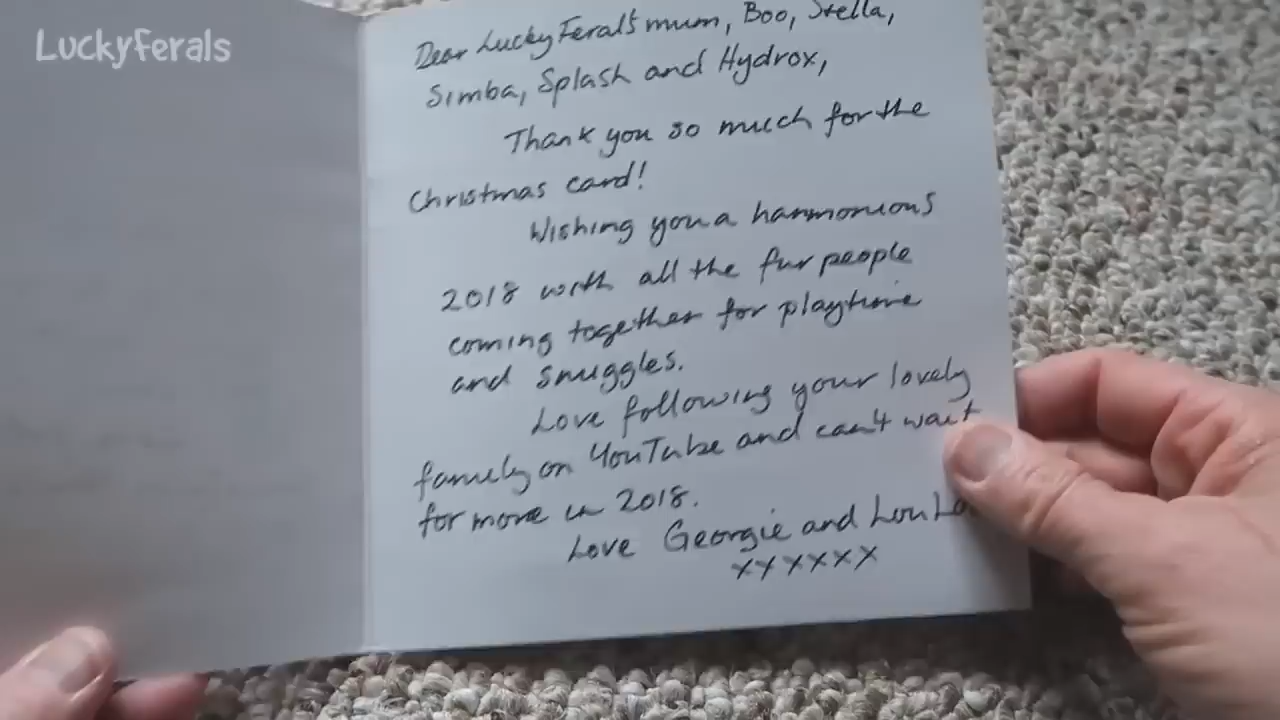 LuckyFerals
Dear LuckyFeral's mum, Boo, Stella,
Simba, Splash and Hydrox,
Thank you so much for the
Christmas card!
Wishing you a harmonious
2018 with all the fur people
coming together for playtime
and snuggles.
Love following your lovely
family on YouTube and can't wait
for more in 2018.
Love Georgie and Lou
xxxxxx